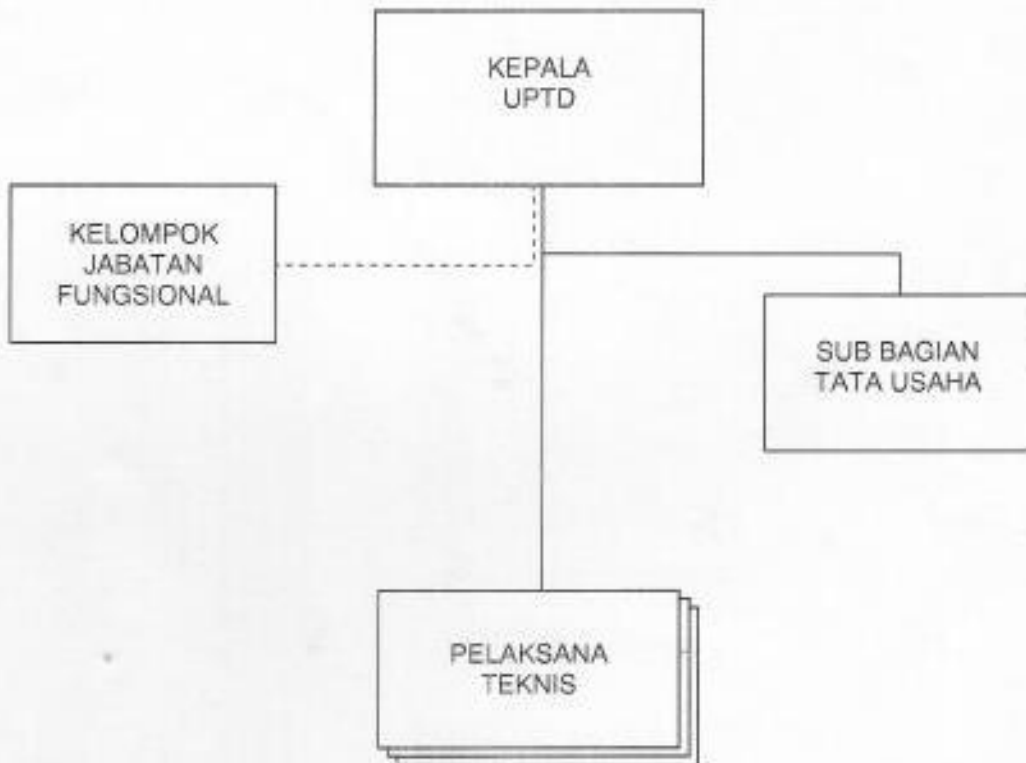 KEPALA
UPTD
KELOMPOK
JABATAN
FUNGSIONAL
SUB BAGIAN
TATA USAHA
PELAKSANA
TEKNIS